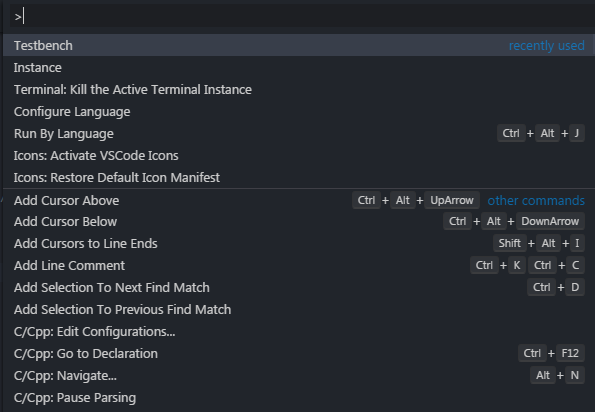 >
Testbench recently used
Instance
Terminal: Kill the Active Terminal Instance
Configure Language
Run By Language Ctrl + Alt + J
Icons: Activate VSCode Icons
Icons: Restore Default Icon Manifest
Add Cursor Above Ctrl + Alt + UpArrow other commands
Add Cursor Below Ctrl + Alt + DownArrow
Add Cursors to Line Ends Shift + Alt + I
Add Line Comment Ctrl + K Ctrl + C
Add Selection To Next Find Match Ctrl + D
Add Selection To Previous Find Match
C/Cpp: Edit Configurations...
C/Cpp: Go to Declaration Ctrl + F12
C/Cpp: Navigate... Alt + N
C/Cpp: Pause Parsing